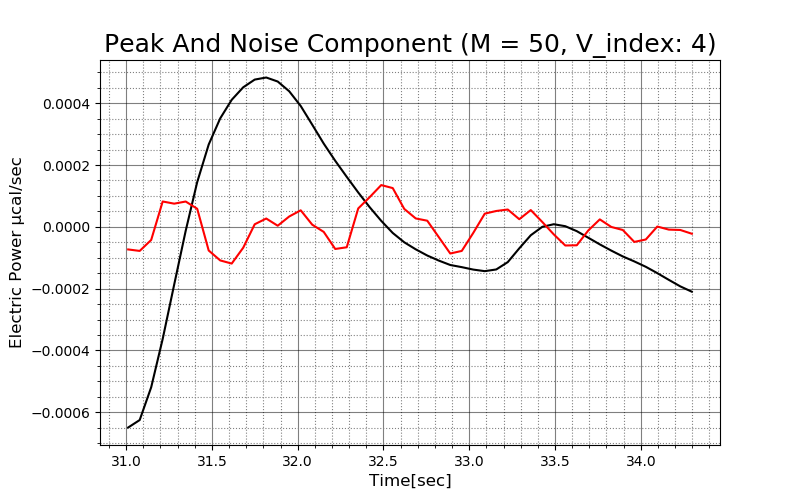 Peak And Noise Component (M = 50, V_index: 4)
Electric Power μcal/sec
0.0004
0.0002
0.0000
−0.0002
−0.0004
−0.0006
31.0 31.5 32.0 32.5 33.0 33.5 34.0
Time[sec]